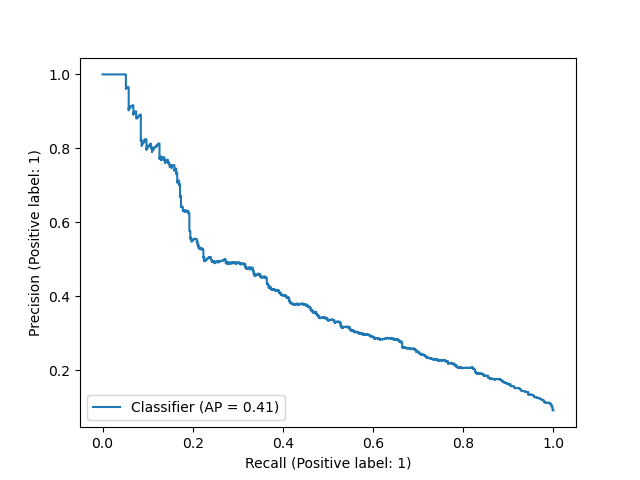 1.0
0.8
0.6
0.4
0.2
Precision (Positive label: 1)
Classifier (AP = 0.41)
0.0 0.2 0.4 0.6 0.8 1.0
Recall (Positive label: 1)